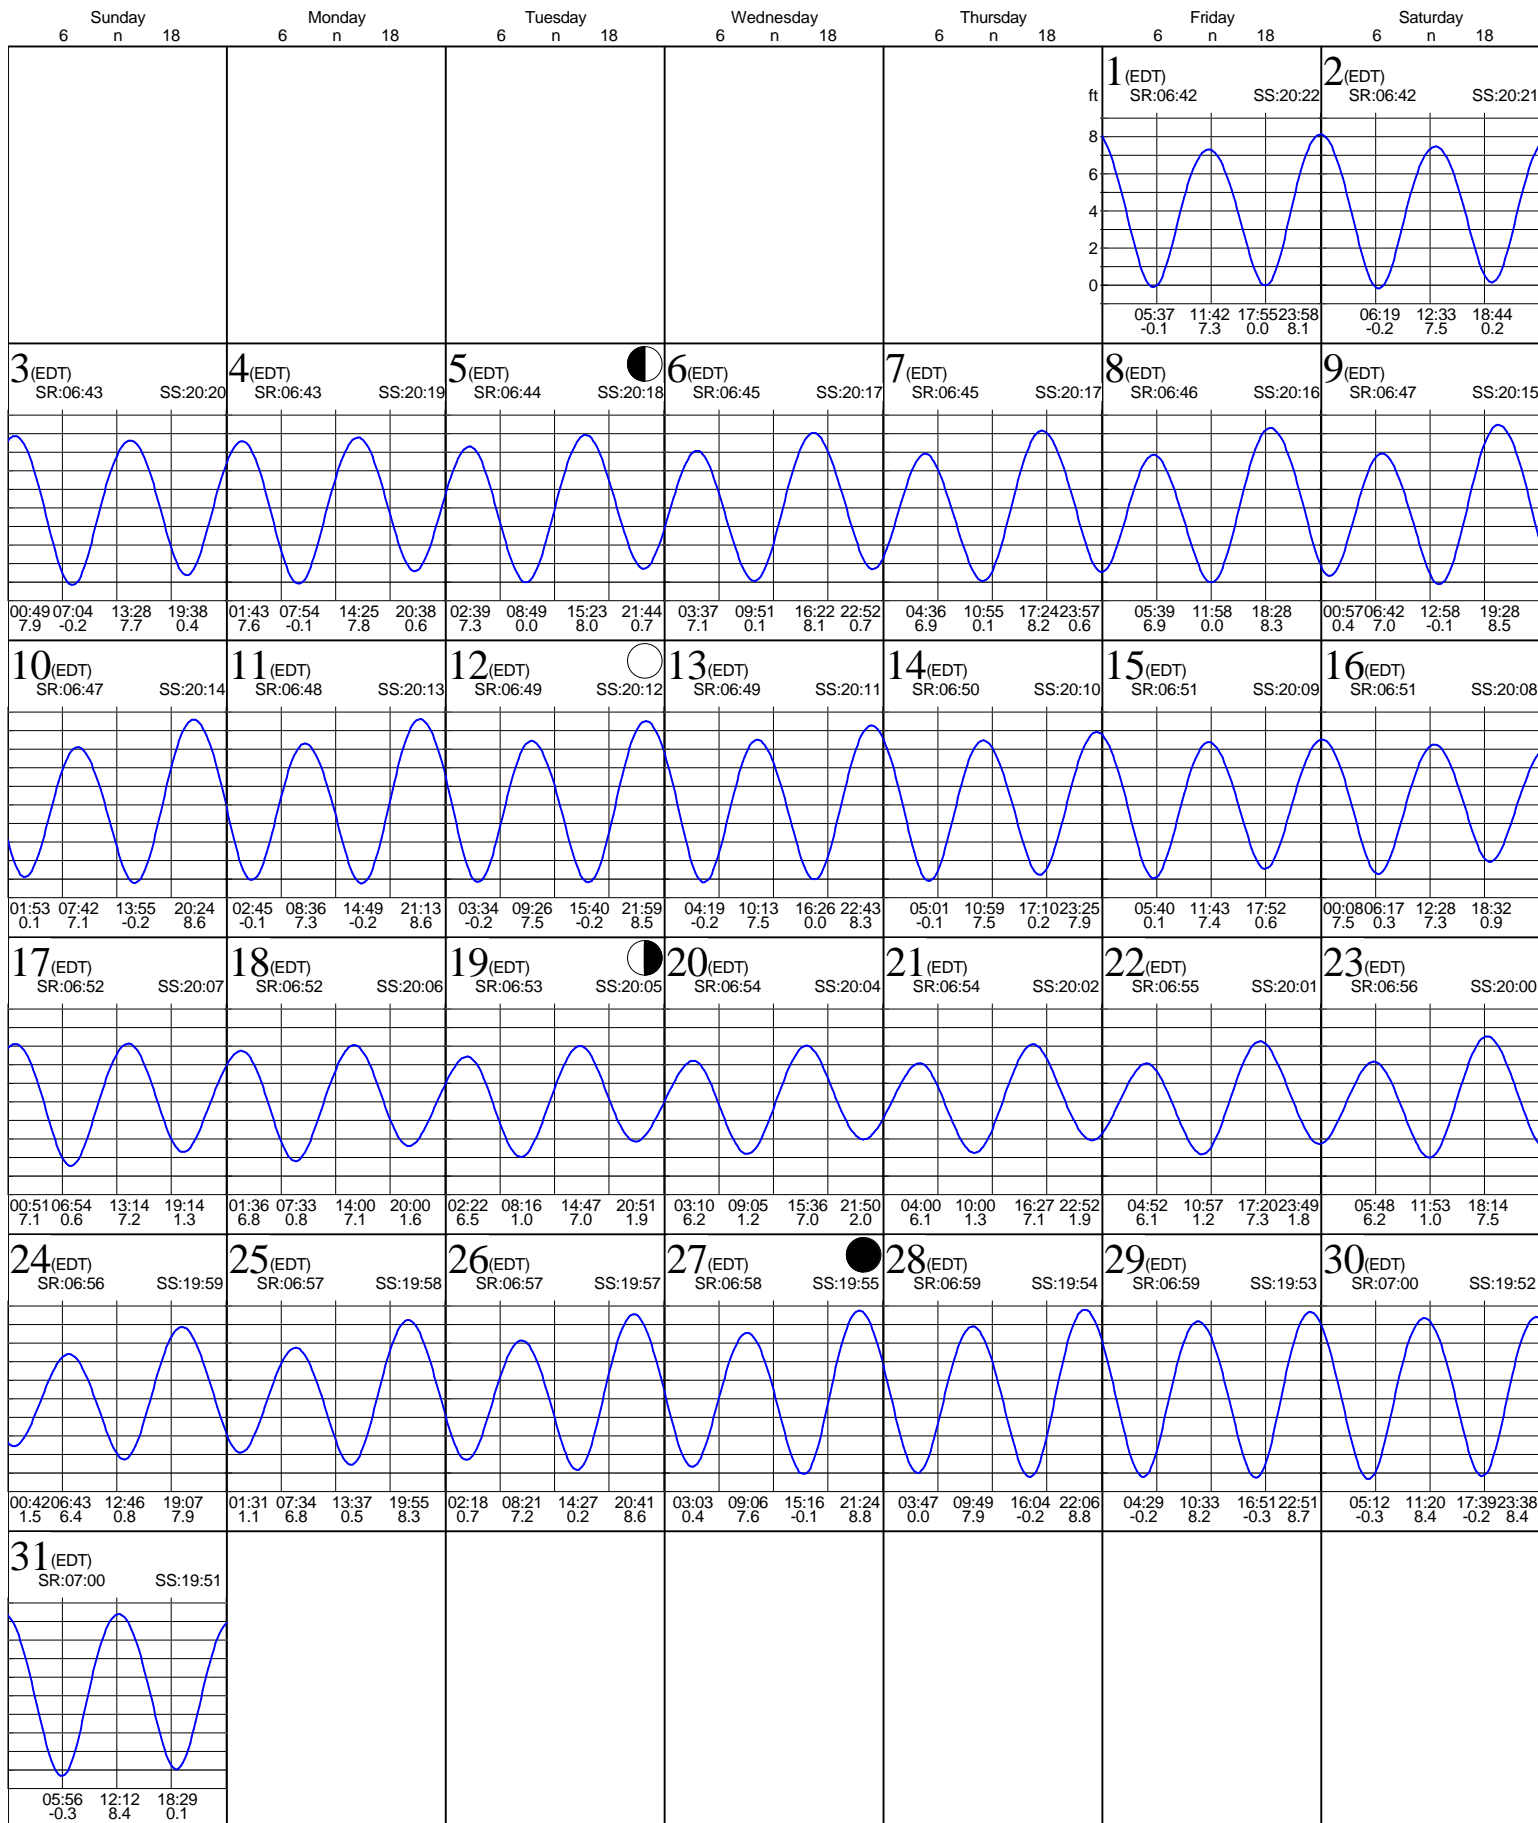 Sunday Monday Tuesday Wednesday Thursday Friday Saturday
6 n 18 6 n 18 6 n 18 6 n 18 6 n 18 6 n 18 6 n 18
1(EDT) 2(EDT)
ft SR:06:42 SS:20:22 SR:06:42 SS:20:21
8
6
4
2
0
05:37 11:42 17:55 23:58 06:19 12:33 18:44
-0.1 7.3 0.0 8.1 -0.2 7.5 0.2
3(EDT) 4(EDT) 5(EDT) 6(EDT) 7(EDT) 8(EDT) 9(EDT)
SR:06:43 SS:20:20 SR:06:43 SS:20:19 SR:06:44 SS:20:18 SR:06:45 SS:20:17 SR:06:45 SS:20:17 SR:06:46 SS:20:16 SR:06:47 SS:20:15
00:49 07:04 13:28 19:38 01:43 07:54 14:25 20:38 02:39 08:49 15:23 21:44 03:37 09:51 16:22 22:52 04:36 10:55 17:24 23:57 05:39 11:58 18:28 00:57 06:42 12:58 19:28
7.9 -0.2 7.7 0.4 7.6 -0.1 7.8 0.6 7.3 0.0 8.0 0.7 7.1 0.1 8.1 0.7 6.9 0.1 8.2 0.6 6.9 0.0 8.3 0.4 7.0 -0.1 8.5
10(EDT) 11(EDT) 12(EDT) 13(EDT) 14(EDT) 15(EDT) 16(EDT)
SR:06:47 SS:20:14 SR:06:48 SS:20:13 SR:06:49 SS:20:12 SR:06:49 SS:20:11 SR:06:50 SS:20:10 SR:06:51 SS:20:09 SR:06:51 SS:20:08
01:53 07:42 13:55 20:24 02:45 08:36 14:49 21:13 03:34 09:26 15:40 21:59 04:19 10:13 16:26 22:43 05:01 10:59 17:10 23:25 05:40 11:43 17:52 00:08 06:17 12:28 18:32
0.1 7.1 -0.2 8.6 -0.1 7.3 -0.2 8.6 -0.2 7.5 -0.2 8.5 -0.2 7.5 0.0 8.3 -0.1 7.5 0.2 7.9 0.1 7.4 0.6 7.5 0.3 7.3 0.9
17(EDT) 18(EDT) 19(EDT) 20(EDT) 21(EDT) 22(EDT) 23(EDT)
SR:06:52 SS:20:07 SR:06:52 SS:20:06 SR:06:53 SS:20:05 SR:06:54 SS:20:04 SR:06:54 SS:20:02 SR:06:55 SS:20:01 SR:06:56 SS:20:00
00:51 06:54 13:14 19:14 01:36 07:33 14:00 20:00 02:22 08:16 14:47 20:51 03:10 09:05 15:36 21:50 04:00 10:00 16:27 22:52 04:52 10:57 17:20 23:49 05:48 11:53 18:14
7.1 0.6 7.2 1.3 6.8 0.8 7.1 1.6 6.5 1.0 7.0 1.9 6.2 1.2 7.0 2.0 6.1 1.3 7.1 1.9 6.1 1.2 7.3 1.8 6.2 1.0 7.5
24(EDT) 25(EDT) 26(EDT) 27(EDT) 28(EDT) 29(EDT) 30(EDT)
SR:06:56 SS:19:59 SR:06:57 SS:19:58 SR:06:57 SS:19:57 SR:06:58 SS:19:55 SR:06:59 SS:19:54 SR:06:59 SS:19:53 SR:07:00 SS:19:52
00:42 06:43 12:46 19:07 01:31 07:34 13:37 19:55 02:18 08:21 14:27 20:41 03:03 09:06 15:16 21:24 03:47 09:49 16:04 22:06 04:29 10:33 16:51 22:51 05:12 11:20 17:39 23:38
1.5 6.4 0.8 7.9 1.1 6.8 0.5 8.3 0.7 7.2 0.2 8.6 0.4 7.6 -0.1 8.8 0.0 7.9 -0.2 8.8 -0.2 8.2 -0.3 8.7 -0.3 8.4 -0.2 8.4
31(EDT)
SR:07:00 SS:19:51
05:56 12:12 18:29
-0.3 8.4 0.1